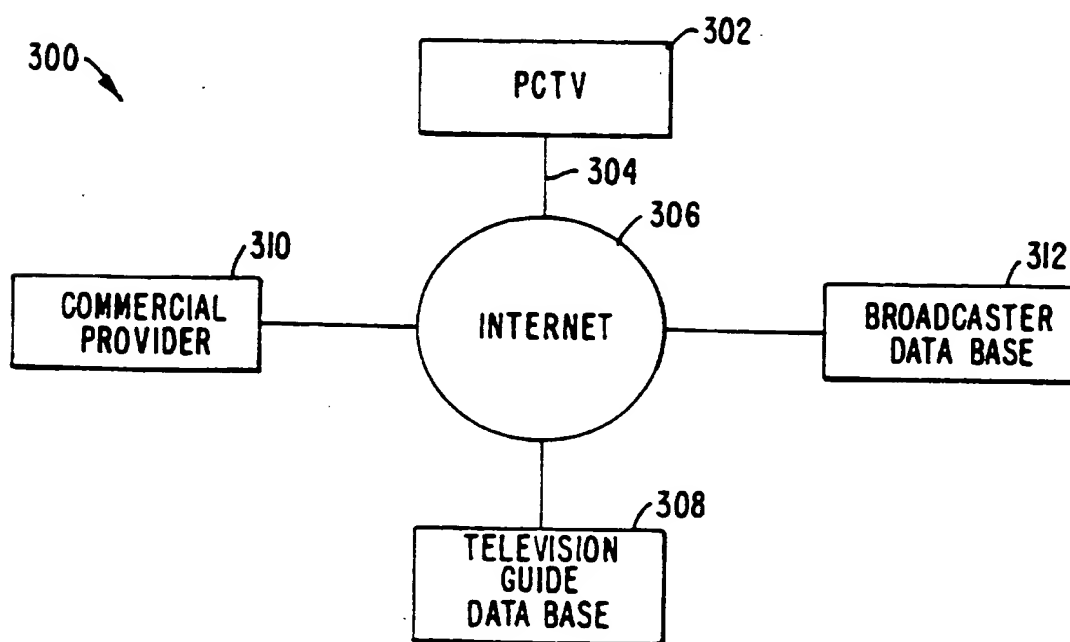 300
302
PCTV
304
306
310
312
COMMERCIAL
PROVIDER
INTERNET
BROADCASTER
DATA BASE
308
TELEVISION
GUIDE
DATA BASE